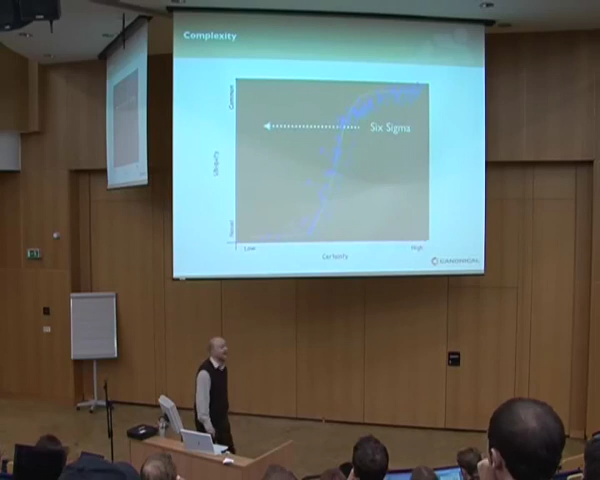 Complexity
Common
Six Sigma
Ubiquity
Novel
Low
High
Certainty
CANONICAL